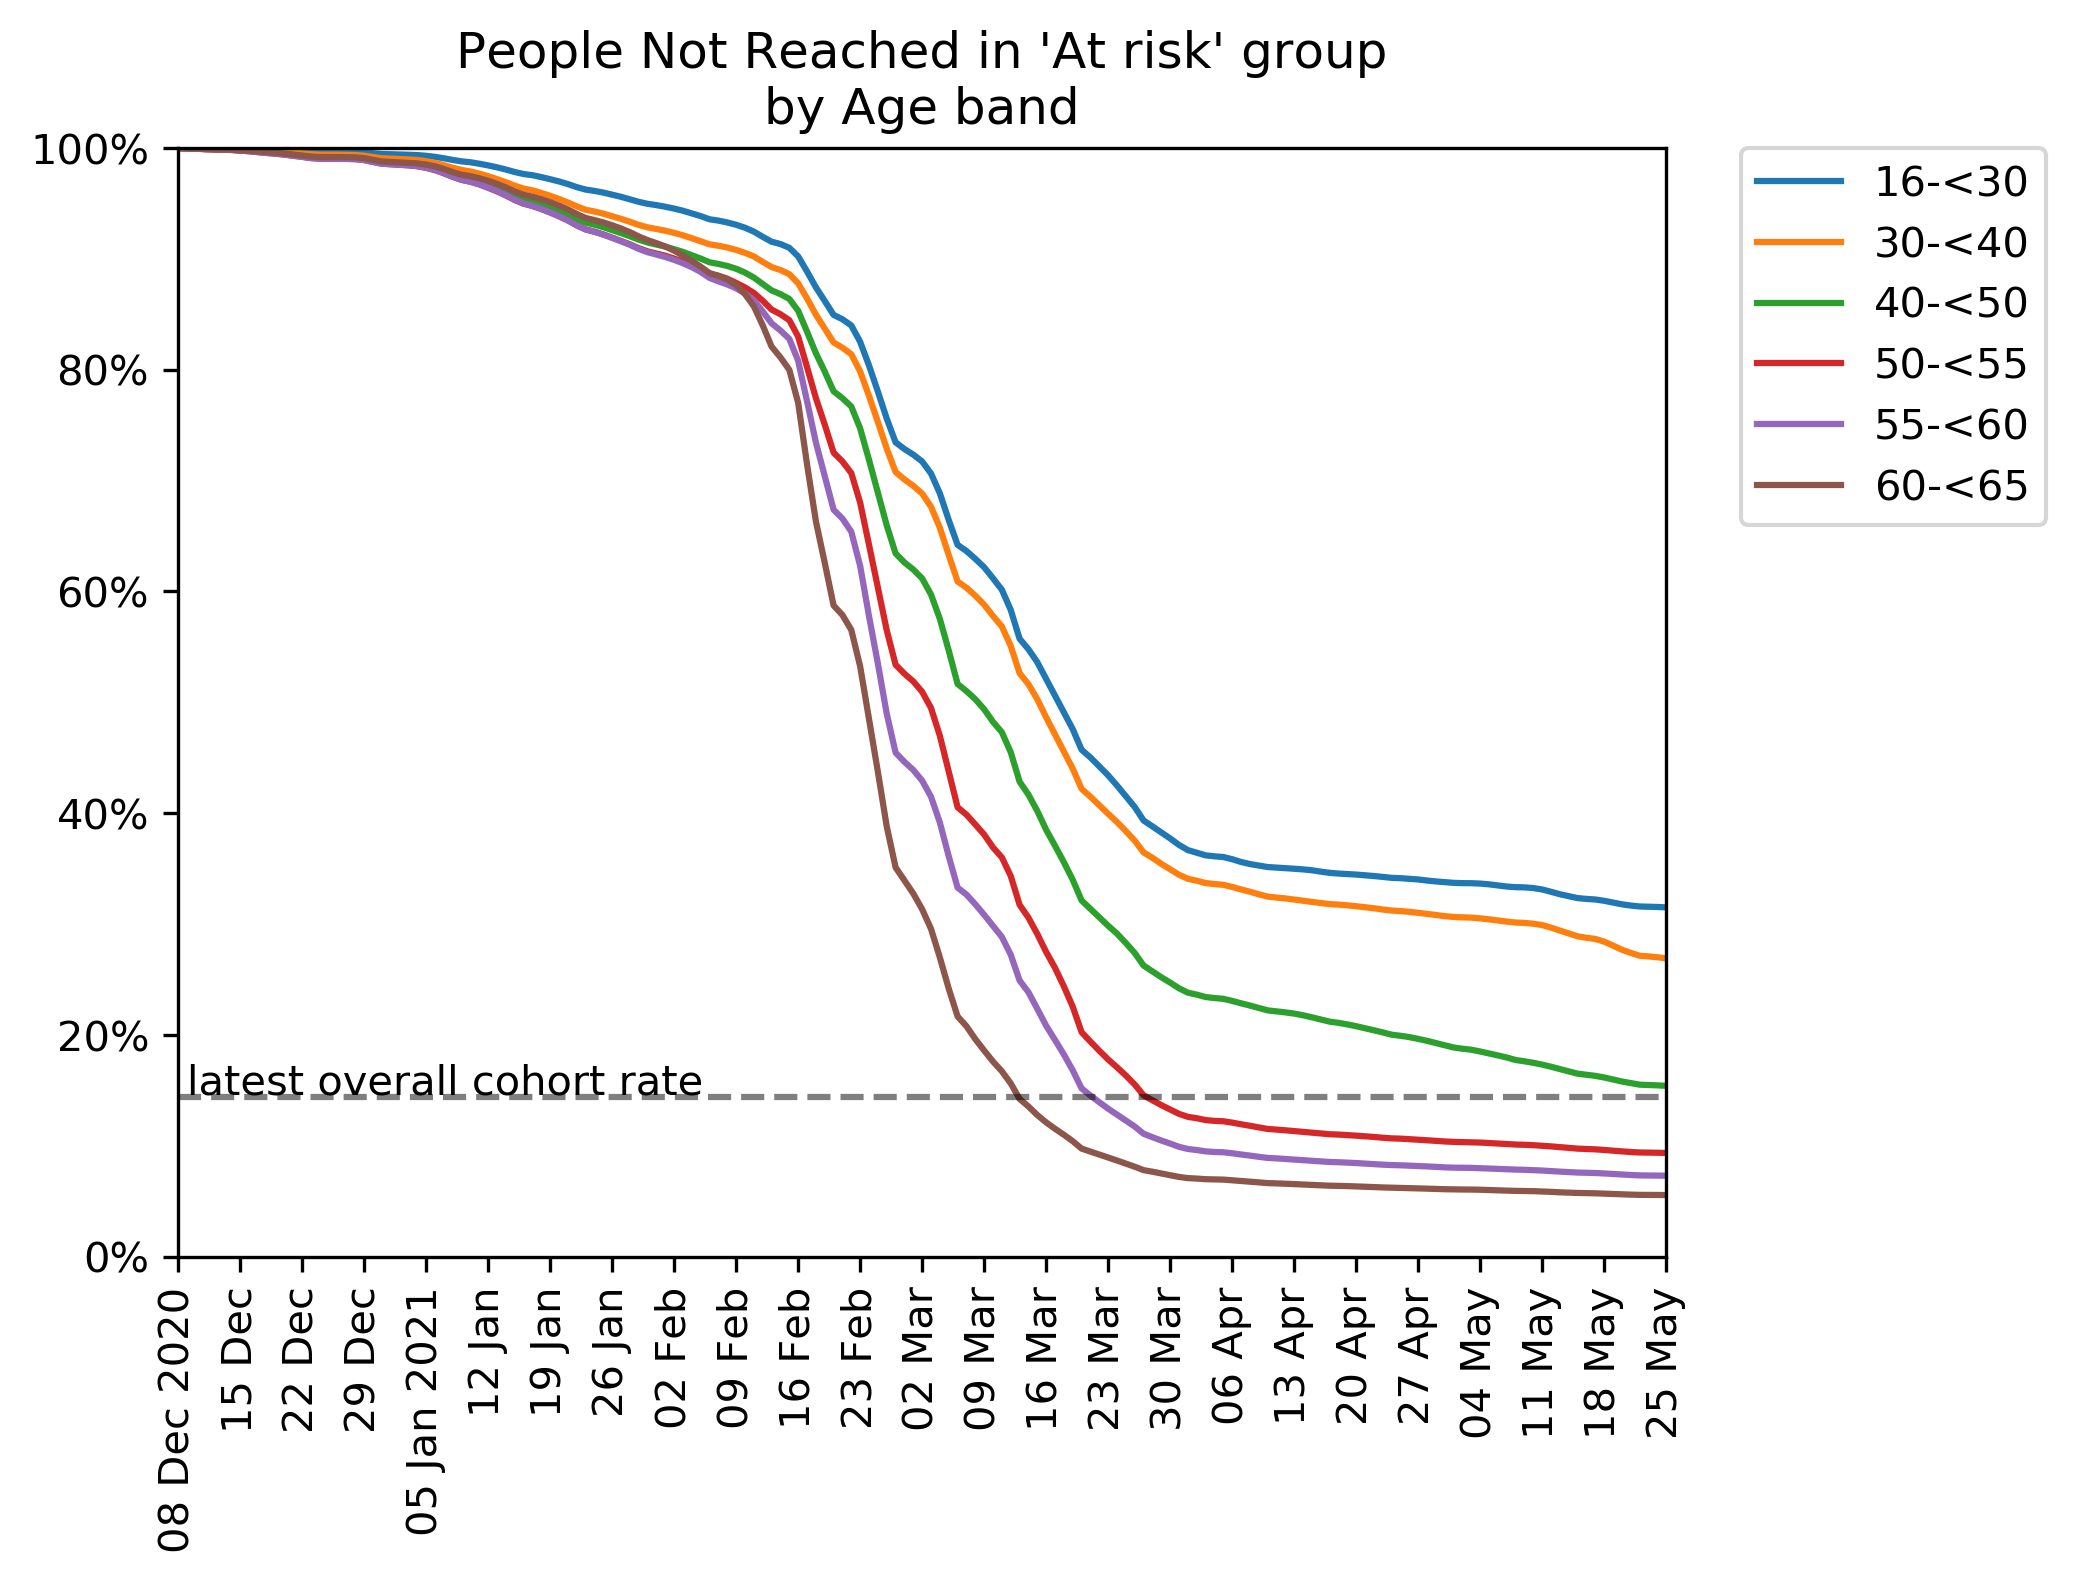 People Not Reached in 'At risk' group
by Age band
100%
80%
60%
40%
20%
0%
latest overall cohort rate
08 Dec 2020
15 Dec
22 Dec
29 Dec
05 Jan 2021
12 Jan
19 Jan
26 Jan
02 Feb
09 Feb
16 Feb
23 Feb
02 Mar
09 Mar
16 Mar
23 Mar
30 Mar
06 Apr
13 Apr
20 Apr
27 Apr
04 May
11 May
18 May
25 May
16-<30
30-<40
40-<50
50-<55
55-<60
60-<65